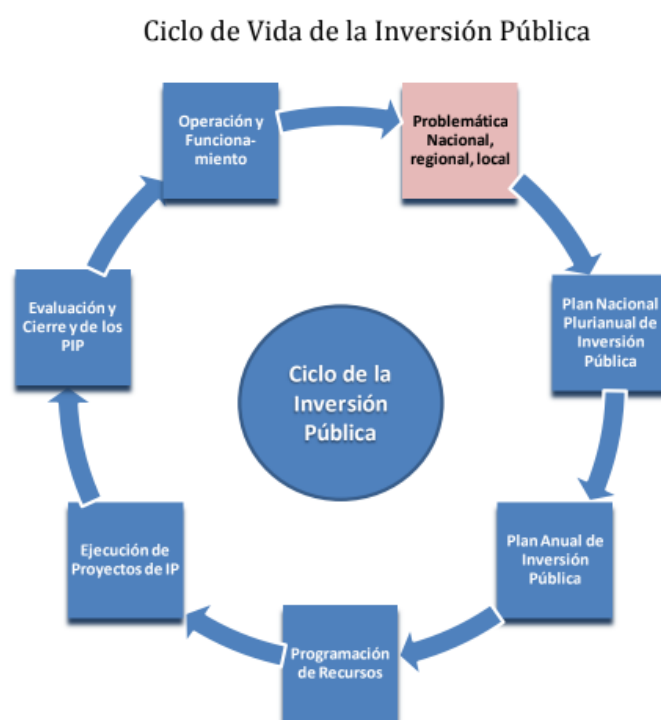 Ciclo de Vida de la Inversión Pública
Operación y
Funciona-
miento
Problemática
Nacional,
regional, local
Plan Nacional
Plurianual de
Inversión
Pública
Plan Anual de
Inversión
Pública
Programación
de Recursos
Ejecución de
Proyectos de IP
Evaluación y
Cierre y de los
PIP
Ciclo de la
Inversión
Pública